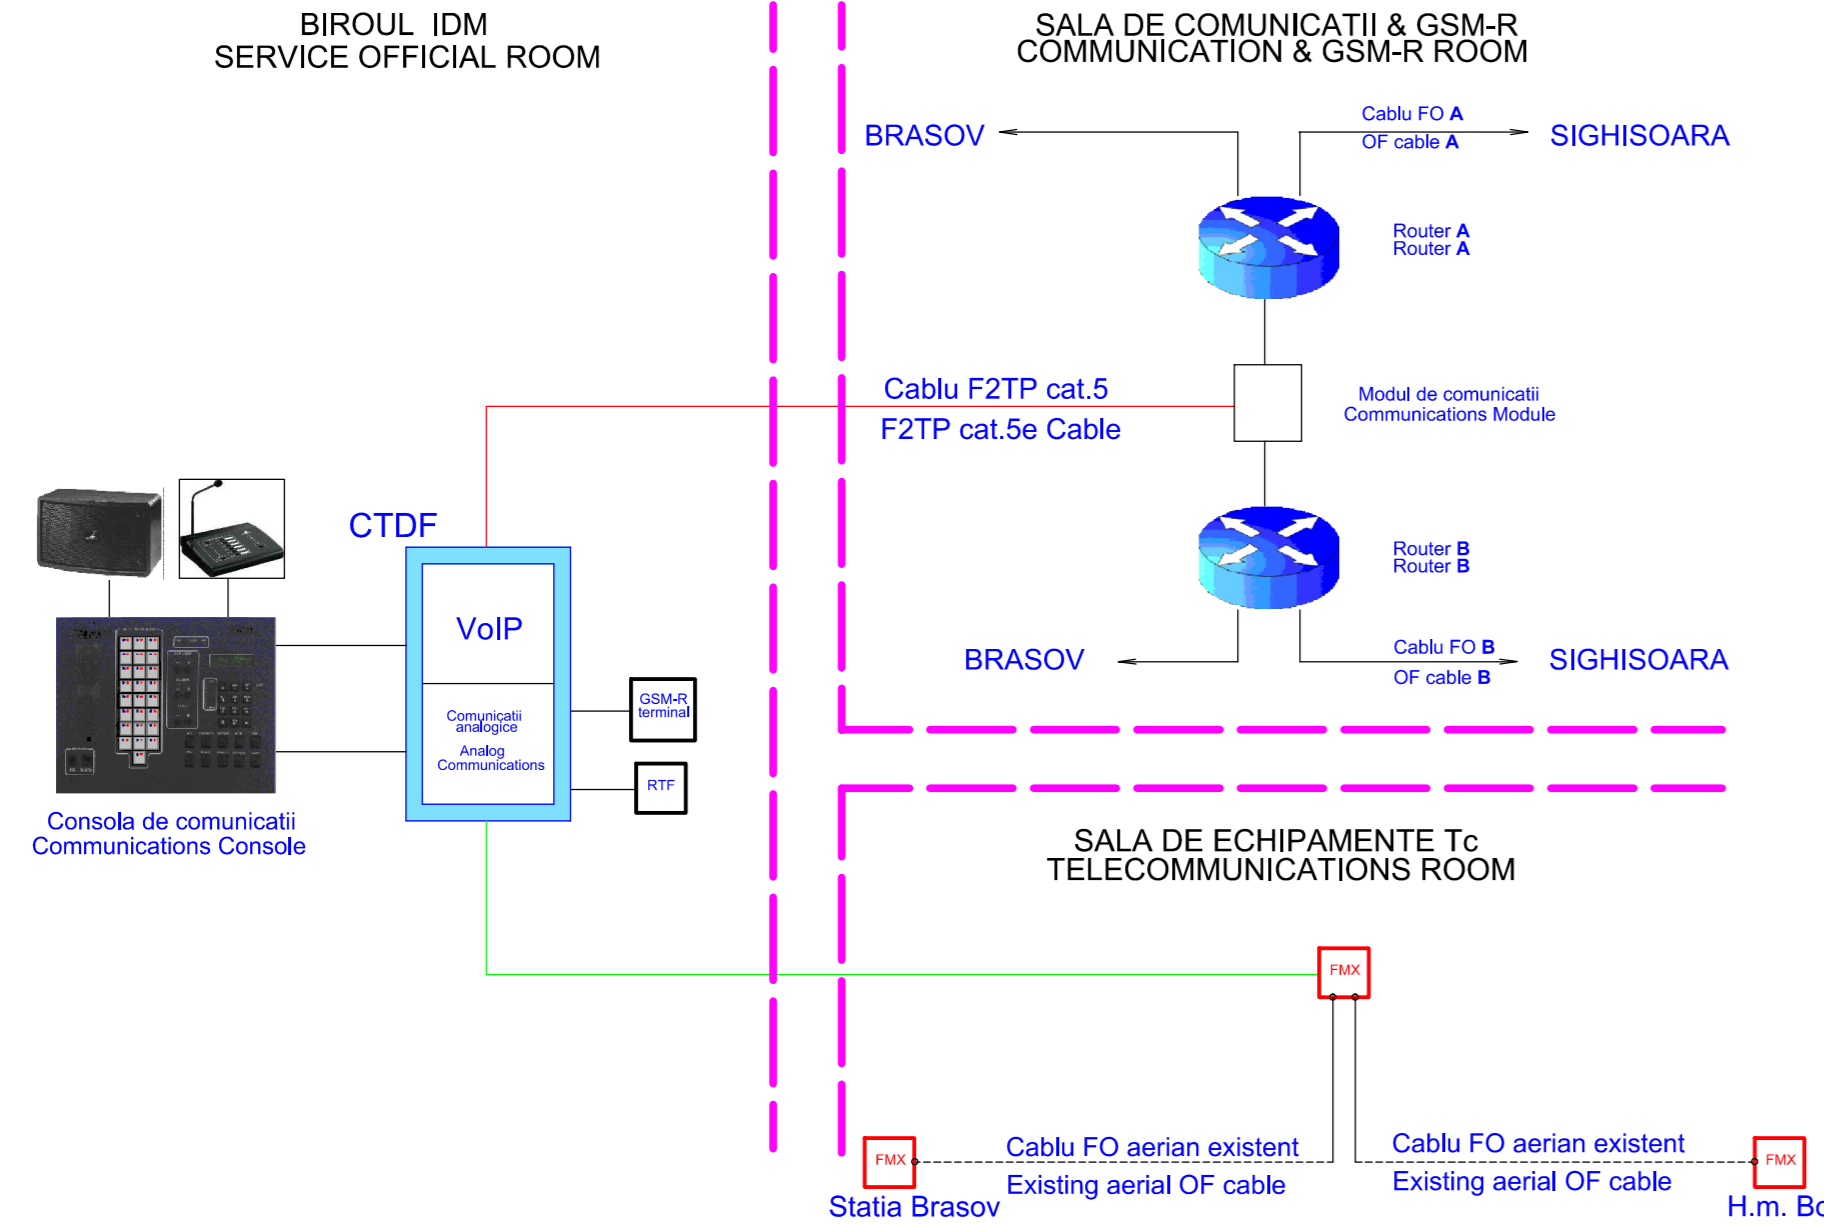 BIROUL IDM
SERVICE OFFICIAL ROOM
SALA DE COMUNICATII & GSM-R
COMMUNICATION & GSM-R ROOM
BRASOV
Cablu FO A
OF cable A
SIGHISOARA
Router A
Router A
Cablu F2TP cat.5
F2TP cat.5e Cable
Modul de comunicatii
Communications Module
CTDF
VoIP
Comunicatii
analogice
Analog
Communications
GSM-R
terminal
RTF
Consola de comunicatii
Communications Console
Router B
Router B
BRASOV
Cablu FO B
OF cable B
SIGHISOARA
SALA DE ECHIPAMENTE Tc
TELECOMMUNICATIONS ROOM
FMX
FMX
Cablu FO aerian existent
Existing aerial OF cable
Cablu FO aerian existent
Existing aerial OF cable
FMX
Statia Brasov
H.m.